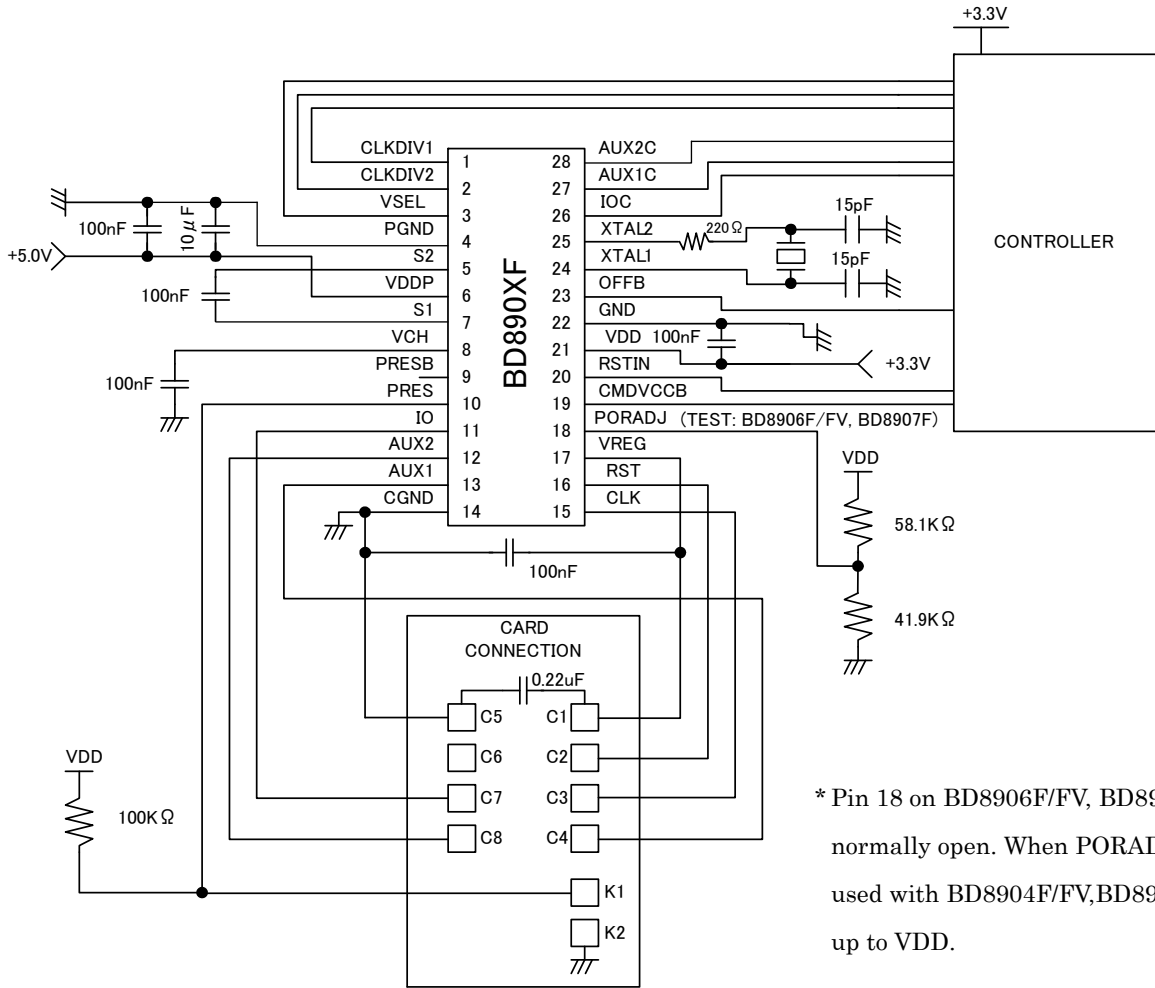 +3.3V
CONTROLLER
CLKDIV1
CLKDIV2
VSEL
PGND
S2
VDDP
S1
VCH
PRESB
PRES
IO
AUX2
AUX1
CGND
1
2
3
4
5
6
7
8
9
10
11
12
13
14
BD890XF
28
27
26
25
24
23
22
21
20
19
18
17
16
15
AUX2C
AUX1C
IOC
XTAL2
XTAL1
OFFB
GND
VDD
RSTIN
CMDVCCB
PORADJ (TEST: BD8906F/FV, BD8907F)
VREG
RST
CLK
100nF
10μF
+5.0V
100nF
100nF
220Ω
15pF
15pF
100nF
+3.3V
VDD
58.1KΩ
41.9KΩ
100nF
CARD
CONNECTION
0.22uF
C5 C1
C6 C2
C7 C3
C8 C4
K1
K2
VDD
100KΩ
* Pin 18 on BD8906F/FV, BD89
normally open. When PORAD
used with BD8904F/FV,BD89
up to VDD.